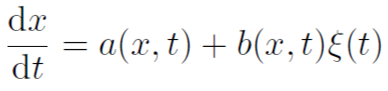 dx/dt = a(x, t) + b(x, t)ξ(t)